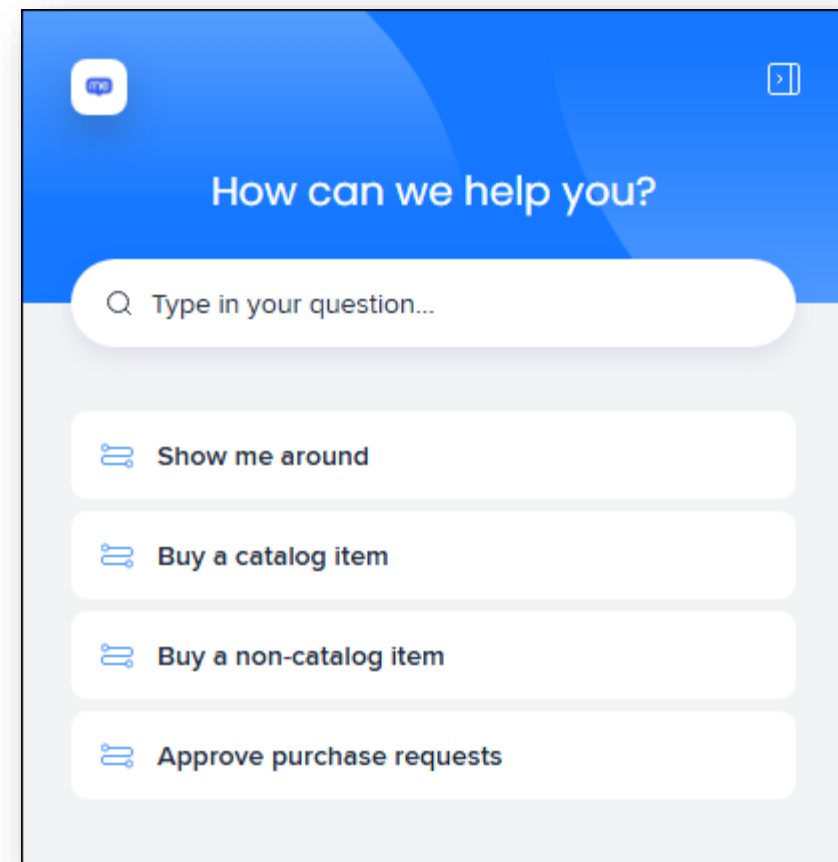 me
How can we help you?
Type in your question...
Show me around
Buy a catalog item
Buy a non-catalog item
Approve purchase requests